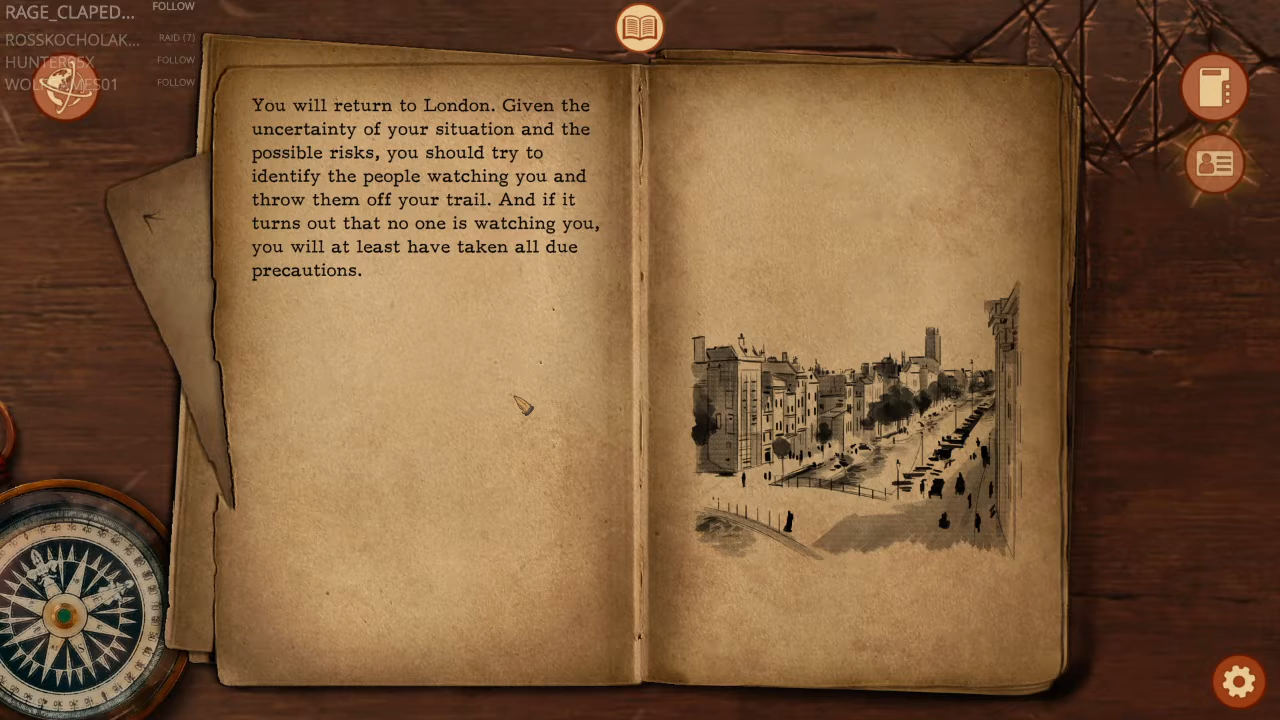 RAGE_CLAPED... FOLLOW
ROSSKOCHOLAK... RAID (7)
FOLLOW
FOLLOW
You will return to London. Given the
uncertainty of your situation and the
possible risks, you should try to
identify the people watching you and
throw them off your trail. And if it
turns out that no one is watching you,
you will at least have taken all due
precautions.